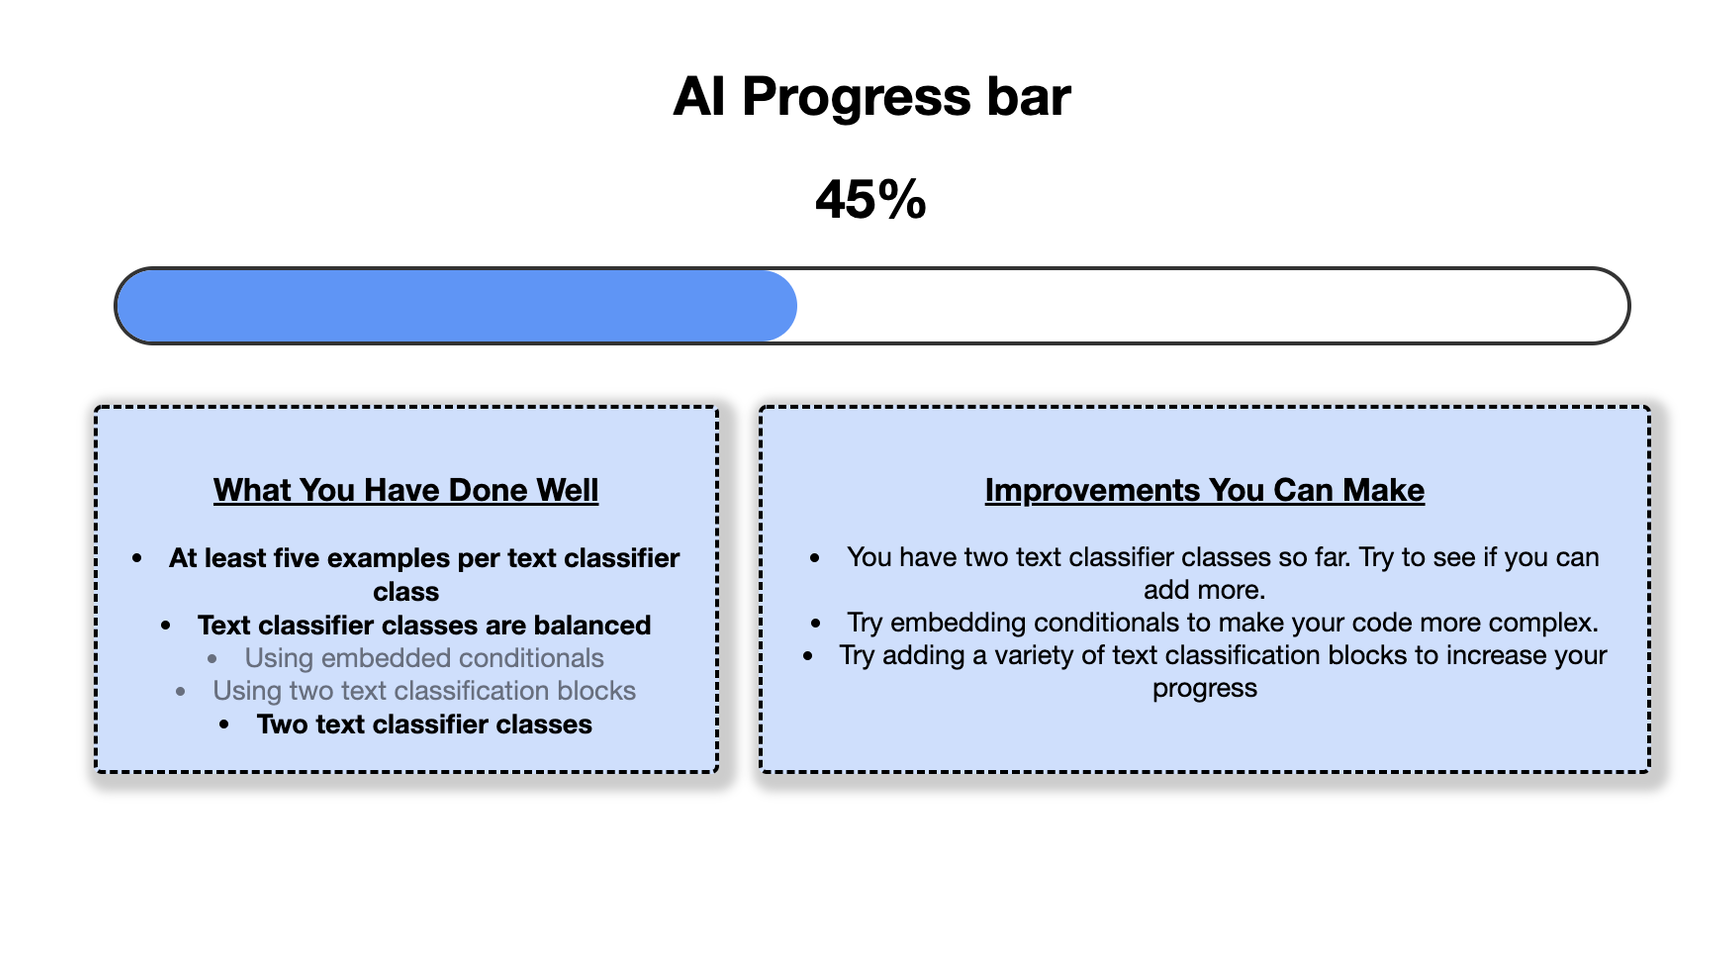 AI Progress bar
45%
What You Have Done Well
• At least five examples per text classifier
class
• Text classifier classes are balanced
• Using embedded conditionals
• Using two text classification blocks
• Two text classifier classes
Improvements You Can Make
• You have two text classifier classes so far. Try to see if you can
add more.
• Try embedding conditionals to make your code more complex.
• Try adding a variety of text classification blocks to increase your
progress